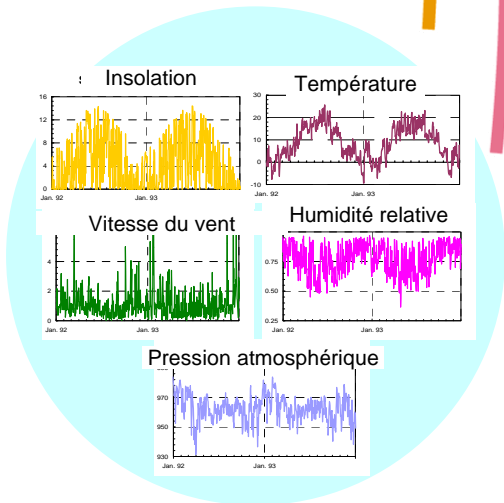 Insolation
16
12
8
4
0
Jan. 92 Jan. 93
Température
30
20
10
0
-10
Jan. 92 Jan. 93
Vitesse du vent
4
2
0
Jan. 92 Jan. 93
Humidité relative
0.75
0.50
0.25
Jan. 92 Jan. 93
Pression atmosphérique
970
950
930
Jan. 92 Jan. 93